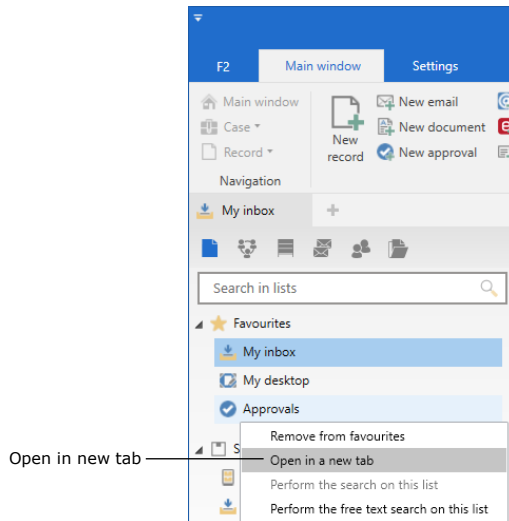 F2 Main window Settings
Main window
Case
Record
Navigation
New
record
New email
New document
New approval
My inbox +
Search in lists
Favourites
My inbox
My desktop
Approvals
S
Remove from favourites
Open in a new tab
Perform the search on this list
Perform the free text search on this list
Open in new tab